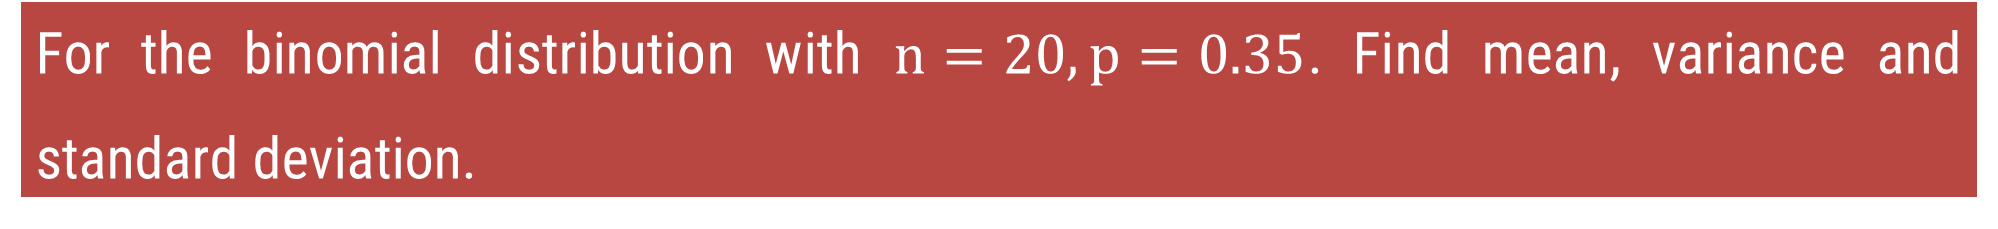 For the binomial distribution with n = 20, p = 0.35. Find mean, variance and
standard deviation.